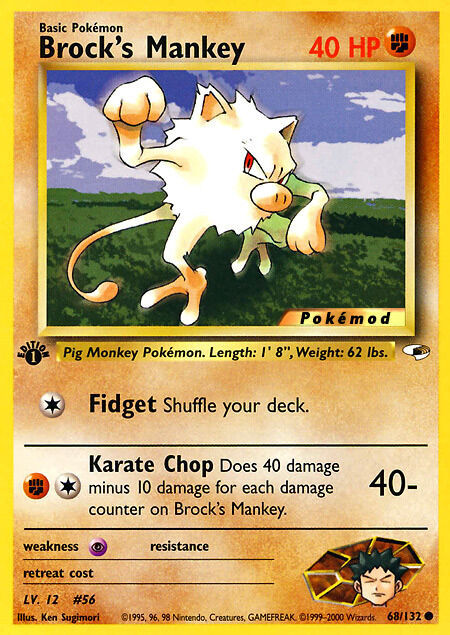 Basic Pokémon
Brock's Mankey 40 HP
Pokémod
EDITION 1
Pig Monkey Pokémon. Length: 1' 8", Weight: 62 lbs.
Fidget Shuffle your deck.
Karate Chop Does 40 damage
minus 10 damage for each damage
counter on Brock's Mankey.
40-
weakness resistance
retreat cost
LV. 12 #56
Illus. Ken Sugimori ©1995, 96, 98 Nintendo, Creatures, GAMEFREAK. ©1999-2000 Wizards. 68/132